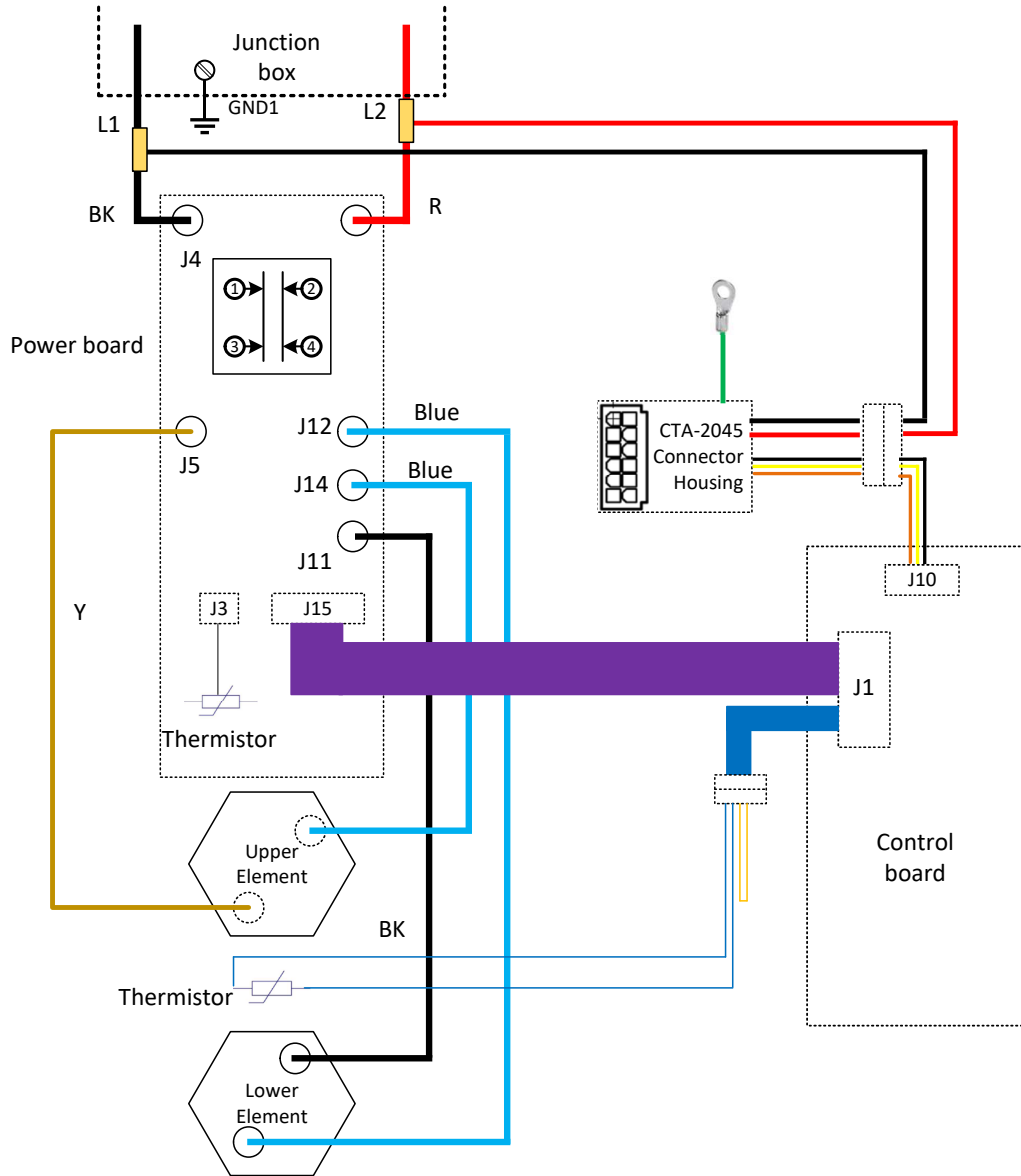 Junction
box
GND1
L1
L2
BK
R
J4
1
2
3
4
Power board
J5
J12
Blue
J14
Blue
J11
CTA-2045
Connector
Housing
J10
Y
J3
J15
J1
Thermistor
Upper
Element
Control
board
BK
Thermistor
Lower
Element